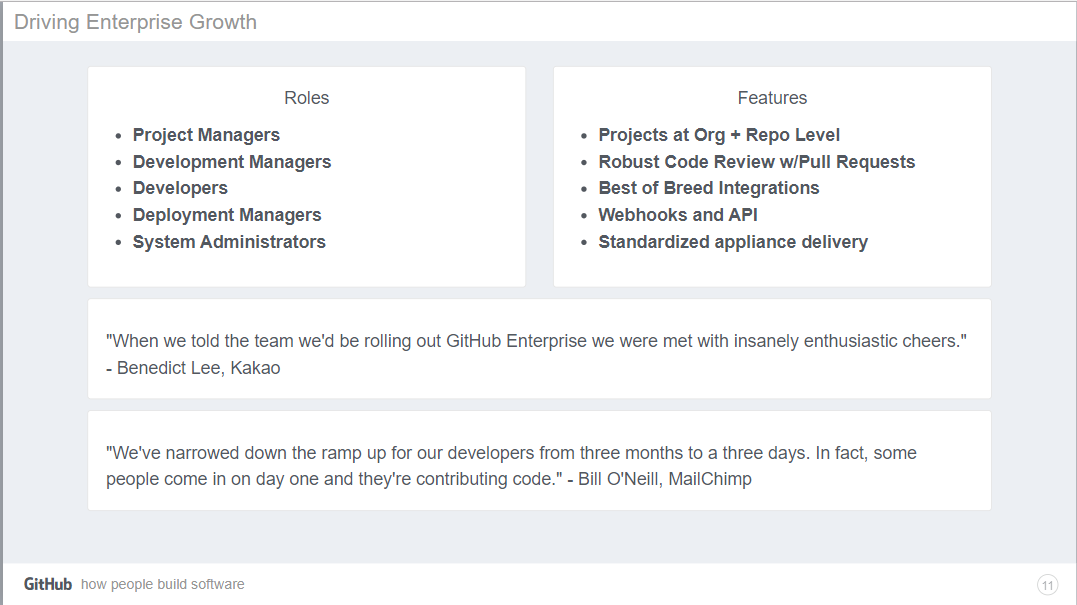 Driving Enterprise Growth
Roles
• Project Managers
• Development Managers
• Developers
• Deployment Managers
• System Administrators
Features
• Projects at Org + Repo Level
• Robust Code Review w/Pull Requests
• Best of Breed Integrations
• Webhooks and API
• Standardized appliance delivery
"When we told the team we'd be rolling out GitHub Enterprise we were met with insanely enthusiastic cheers."
- Benedict Lee, Kakao
"We've narrowed down the ramp up for our developers from three months to a three days. In fact, some
people come in on day one and they're contributing code." - Bill O'Neill, MailChimp
GitHub how people build software
11